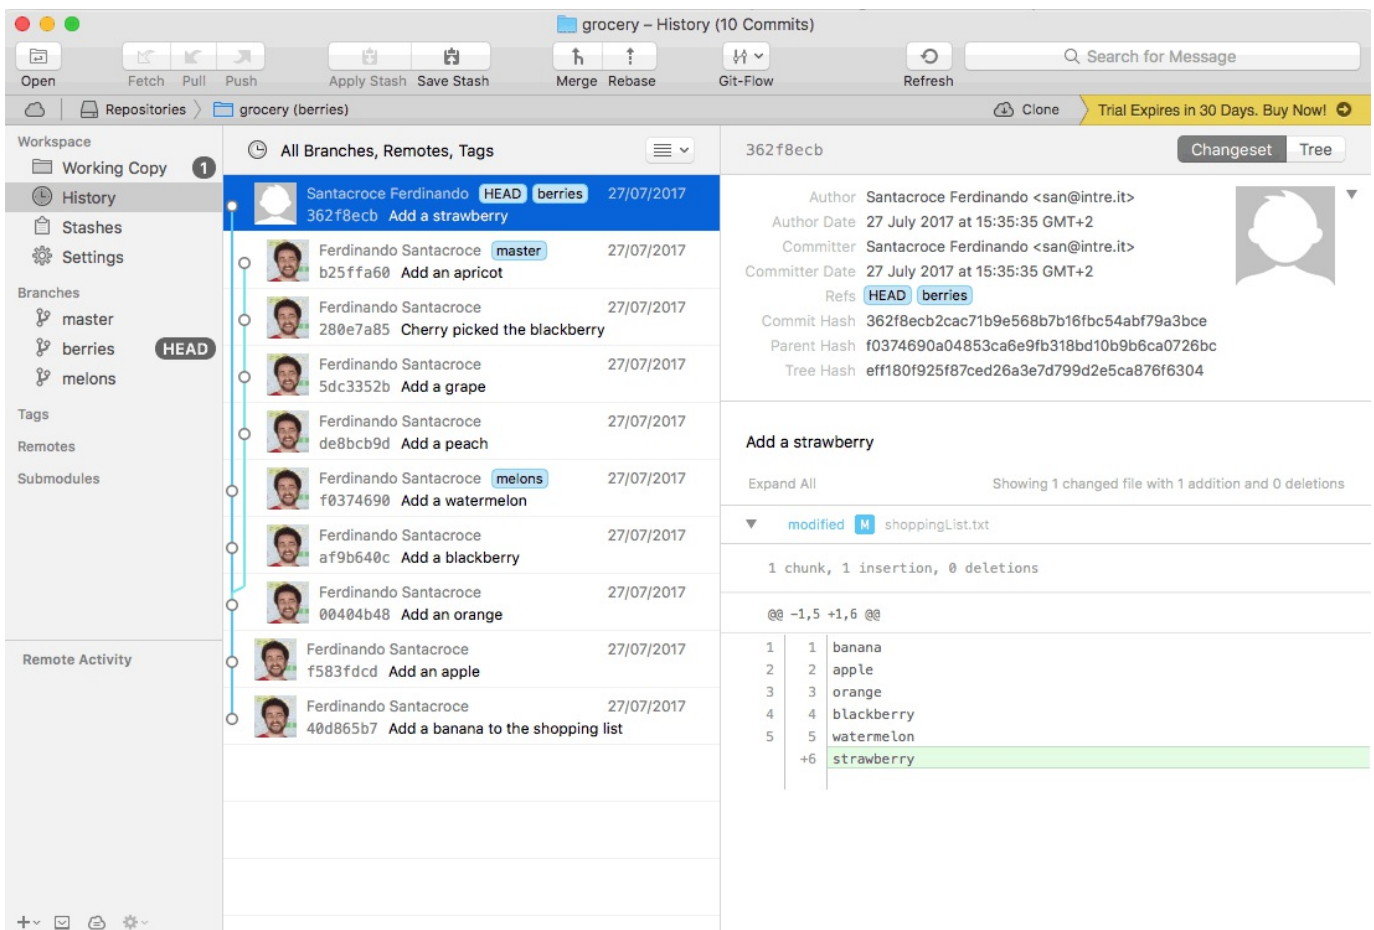 grocery – History (10 Commits)
Open Fetch Pull Push Apply Stash Save Stash Merge Rebase Git-Flow Refresh Search for Message
Repositories grocery (berries) Clone Trial Expires in 30 Days. Buy Now!
Workspace
Working Copy 1
History
Stashes
Settings
Branches
master
berries HEAD
melons
Tags
Remotes
Submodules
Remote Activity
All Branches, Remotes, Tags
Santacroce Ferdinando HEAD berries 27/07/2017
362f8ecb Add a strawberry
Ferdinando Santacroce master 27/07/2017
b25ffa60 Add an apricot
Ferdinando Santacroce 27/07/2017
280e7a85 Cherry picked the blackberry
Ferdinando Santacroce 27/07/2017
5dc3352b Add a grape
Ferdinando Santacroce 27/07/2017
de8bcb9d Add a peach
Ferdinando Santacroce melons 27/07/2017
f0374690 Add a watermelon
Ferdinando Santacroce 27/07/2017
af9b640c Add a blackberry
Ferdinando Santacroce 27/07/2017
00404b48 Add an orange
Ferdinando Santacroce 27/07/2017
f583fdcd Add an apple
Ferdinando Santacroce 27/07/2017
40d865b7 Add a banana to the shopping list
362f8ecb Changeset Tree
Author Santacroce Ferdinando <san@intre.it>
Author Date 27 July 2017 at 15:35:35 GMT+2
Committer Santacroce Ferdinando <san@intre.it>
Committer Date 27 July 2017 at 15:35:35 GMT+2
Refs HEAD berries
Commit Hash 362f8ecb2cac71b9e568b7b16fbc54abf79a3bce
Parent Hash f0374690a04853ca6e9fb318bd10b9b6ca0726bc
Tree Hash eff180f925f87ced26a3e7d799d2e5ca876f6304
Add a strawberry
Expand All Showing 1 changed file with 1 addition and 0 deletions
modified M shoppingList.txt
1 chunk, 1 insertion, 0 deletions
@@ -1,5 +1,6 @@
1 1 banana
2 2 apple
3 3 orange
4 4 blackberry
5 5 watermelon
+6 strawberry